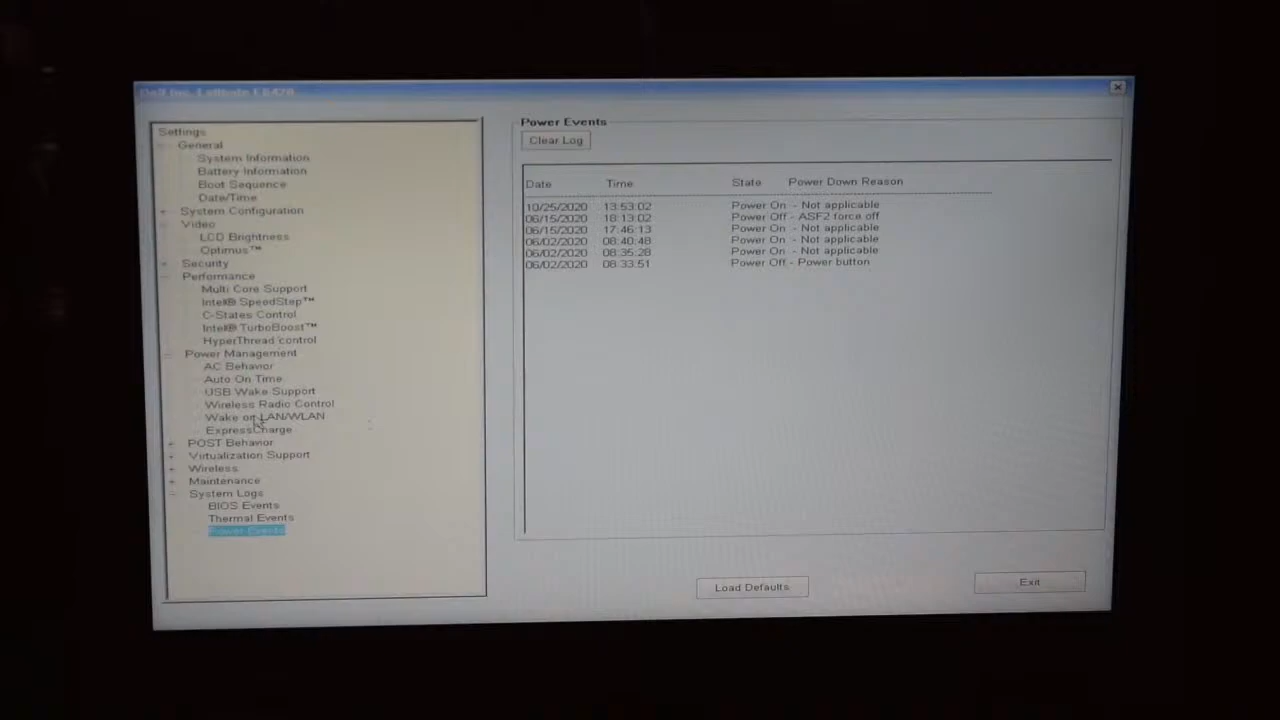 Dell Inc. Latitude E6420
Settings
General
System Information
Battery Information
Boot Sequence
Date/Time
System Configuration
Video
LCD Brightness
Optimus™
Security
Performance
Multi Core Support
Intel® SpeedStep™
C-States Control
Intel® TurboBoost™
HyperThread control
Power Management
AC Behavior
Auto On Time
USB Wake Support
Wireless Radio Control
Wake on LAN/WLAN
ExpressCharge
POST Behavior
Virtualization Support
Wireless
Maintenance
System Logs
BIOS Events
Thermal Events
Power Events
Power Events
Clear Log
Date Time State Power Down Reason
10/25/2020 13:53:02 Power On - Not applicable
06/15/2020 18:13:02 Power Off - ASF2 force off
06/15/2020 17:46:13 Power On - Not applicable
06/02/2020 08:40:48 Power On - Not applicable
06/02/2020 08:35:28 Power On - Not applicable
06/02/2020 08:33:51 Power Off - Power button
Load Defaults
Exit